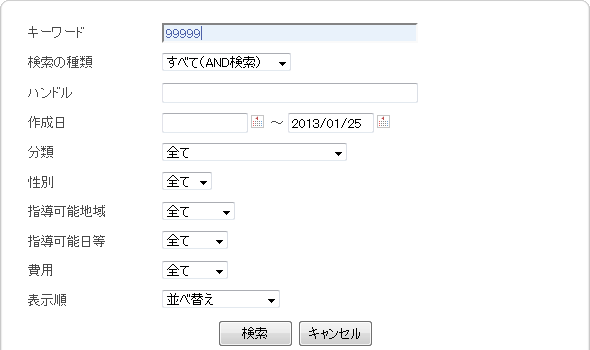 キーワード 99999
検索の種類 すべて(AND検索)
ハンドル
作成日 ～ 2013/01/25
分類 全て
性別 全て
指導可能地域 全て
指導可能日等 全て
費用 全て
表示順 並べ替え
検索 キャンセル